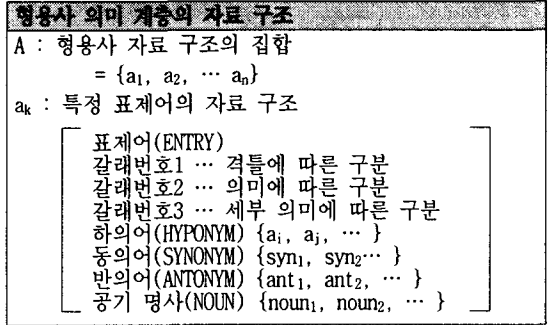 형용사 의미 계층의 자료 구조
A : 형용사 자료 구조의 집합
= {a₁, a₂, ⋯ aₙ}
aₖ : 특정 표제어의 자료 구조
표제어(ENTRY)
갈래번호1 ⋯ 격틀에 따른 구분
갈래번호2 ⋯ 의미에 따른 구분
갈래번호3 ⋯ 세부 의미에 따른 구분
하의어(HYPONYM) {aᵢ, aⱼ, ⋯ }
동의어(SYNONYM) {syn₁, syn₂⋯ }
반의어(ANTONYM) {ant₁, ant₂, ⋯ }
공기 명사(NOUN) {noun₁, noun₂, ⋯ }